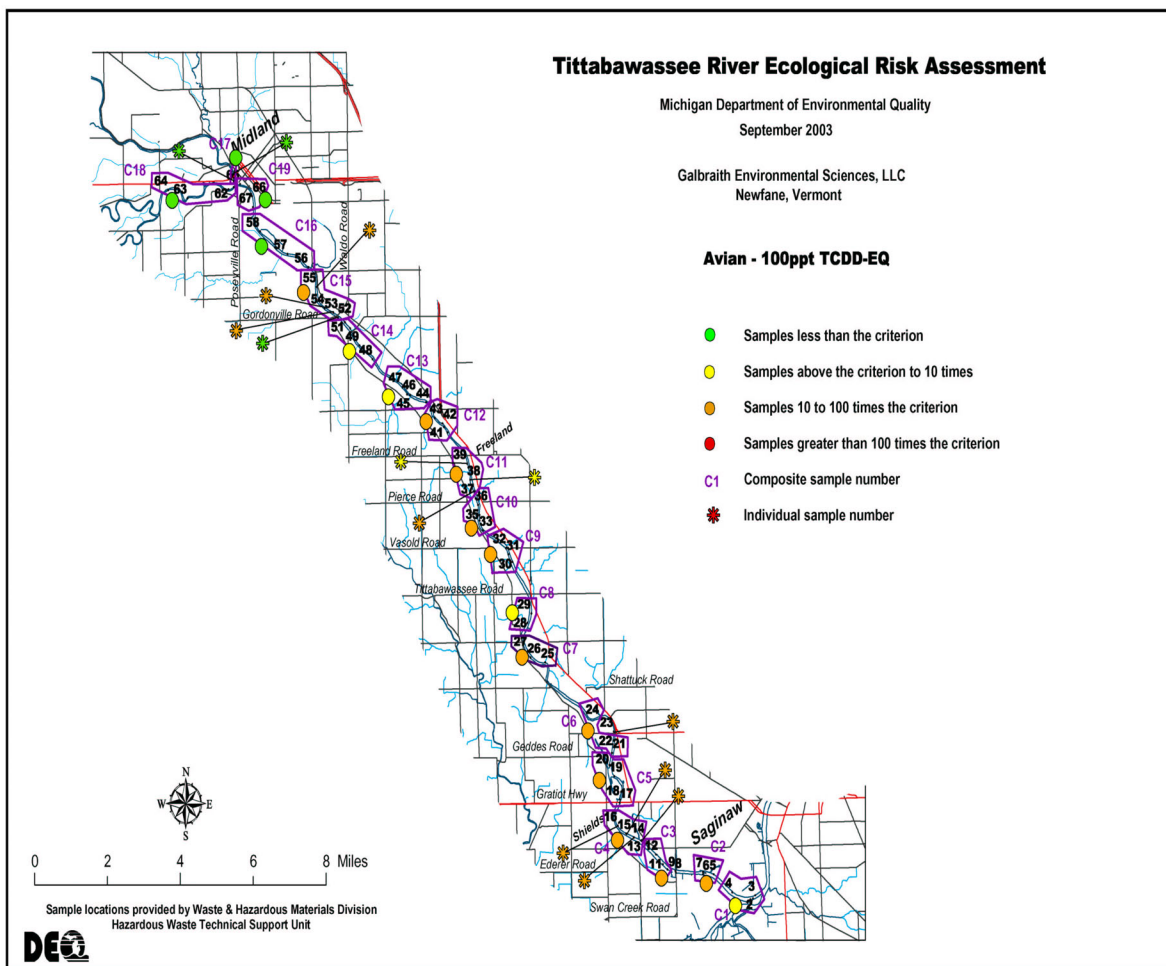 Tittabawassee River Ecological Risk Assessment
Michigan Department of Environmental Quality
September 2003
Galbraith Environmental Sciences, LLC
Newfane, Vermont
Avian - 100ppt TCDD-EQ
Samples less than the criterion
Samples above the criterion to 10 times
Samples 10 to 100 times the criterion
Samples greater than 100 times the criterion
C1 Composite sample number
Individual sample number
Midland
C17
C18
C19
64
63
62
66
67
58
C16
57
56
Poseyville Road
Waldo Road
55
C15
54
53
52
Gordonville Road
51
C14
49
48
C13
47
46
44
45
43
42
C12
41
Freeland
Freeland Road
39
C11
38
37
36
Pierce Road
C10
35
33
Vasold Road
32
C9
31
30
Tittabawassee Road
C8
29
28
27
26
25
C7
Shattuck Road
24
23
C6
22
21
Geddes Road
20
19
C5
18
17
Gratiot Hwy
16
15
14
Shields
C4
13
C3
12
Saginaw
11
98
Ederer Road
C2
7
65
4
3
2
C1
Swan Creek Road
N
W E
S
0 2 4 6 8 Miles
Sample locations provided by Waste & Hazardous Materials Division
Hazardous Waste Technical Support Unit
DEQ